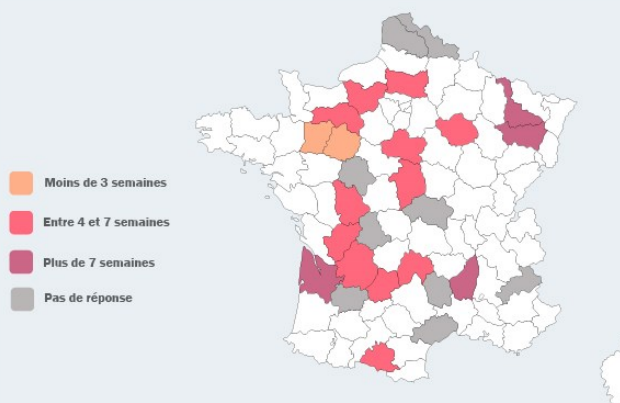 Moins de 3 semaines
Entre 4 et 7 semaines
Plus de 7 semaines
Pas de réponse